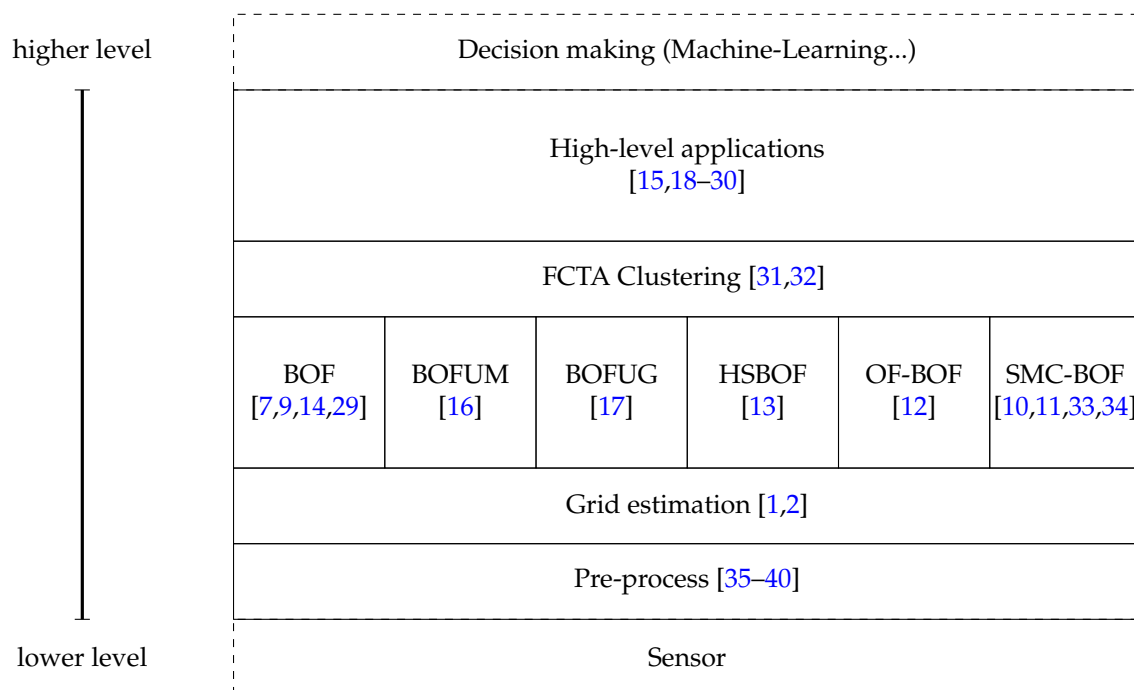 higher level
Decision making (Machine-Learning...)
High-level applications
[15,18–30]
FCTA Clustering [31,32]
BOF
[7,9,14,29]
BOFUM
[16]
BOFUG
[17]
HSBOF
[13]
OF-BOF
[12]
SMC-BOF
[10,11,33,34]
Grid estimation [1,2]
Pre-process [35–40]
lower level
Sensor